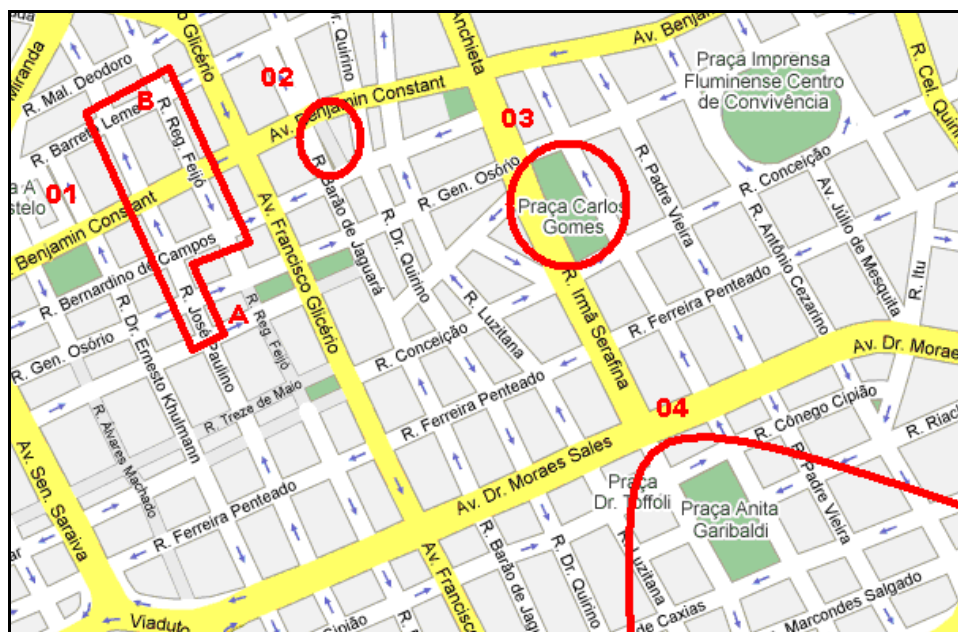 Miranda
R. Mal. Deodoro
R. Barreto Leme
B
R. Reg. Feijó
Av. Francisco Glicério
02
R. Dr. Quirino
Anchieta
Av. Benjamin Constant
Av. Benjam
Praça Imprensa
Fluminense Centro
de Convivência
R. Cel. Quirino
03
01
Benjamin Constant
R. Barão de Jaguará
R. Dr. Quirino
R. Gen. Osório
Praça Carlos
Gomes
R. Padre Vieira
R. Conceição
Av. Júlio de Mesquita
R. Antônio Cezarino
R. Itu
R. Bernardino de Campos
A
R. José Paulino
R. Reg. Feijó
R. Gen. Osório
R. Dr. Ernesto Khulmann
R. Treze de Maio
R. Álvares Machado
R. Conceição
R. Luzitana
R. Irmã Serafina
R. Ferreira Penteado
R. Ferreira Penteado
R. Ferreira Penteado
Av. Dr. Morae
04
R. Cônego Cipião
R. Riach
Av. Dr. Moraes Sales
Praça
Dr. Toffoli
Praça Anita
Garibaldi
R. Padre Vieira
Av. Sen. Saraiva
Av. Francisc
R. Barão de Jag
R. Dr. Quirino
R. Luzitana
de Caxias
R. Marcondes Salgado
Viaduto
Cipião